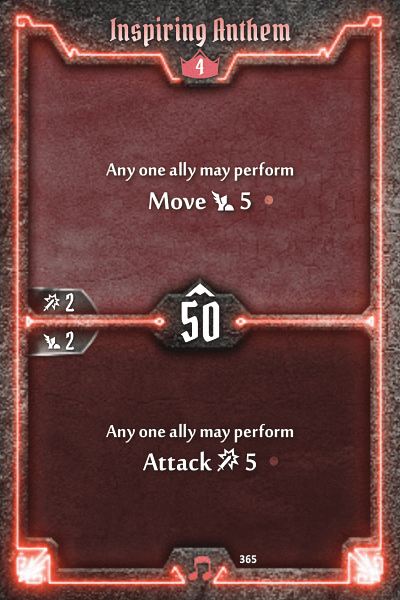 Inspiring Anthem
4
Any one ally may perform
Move 5
2
50
2
Any one ally may perform
Attack 5
365